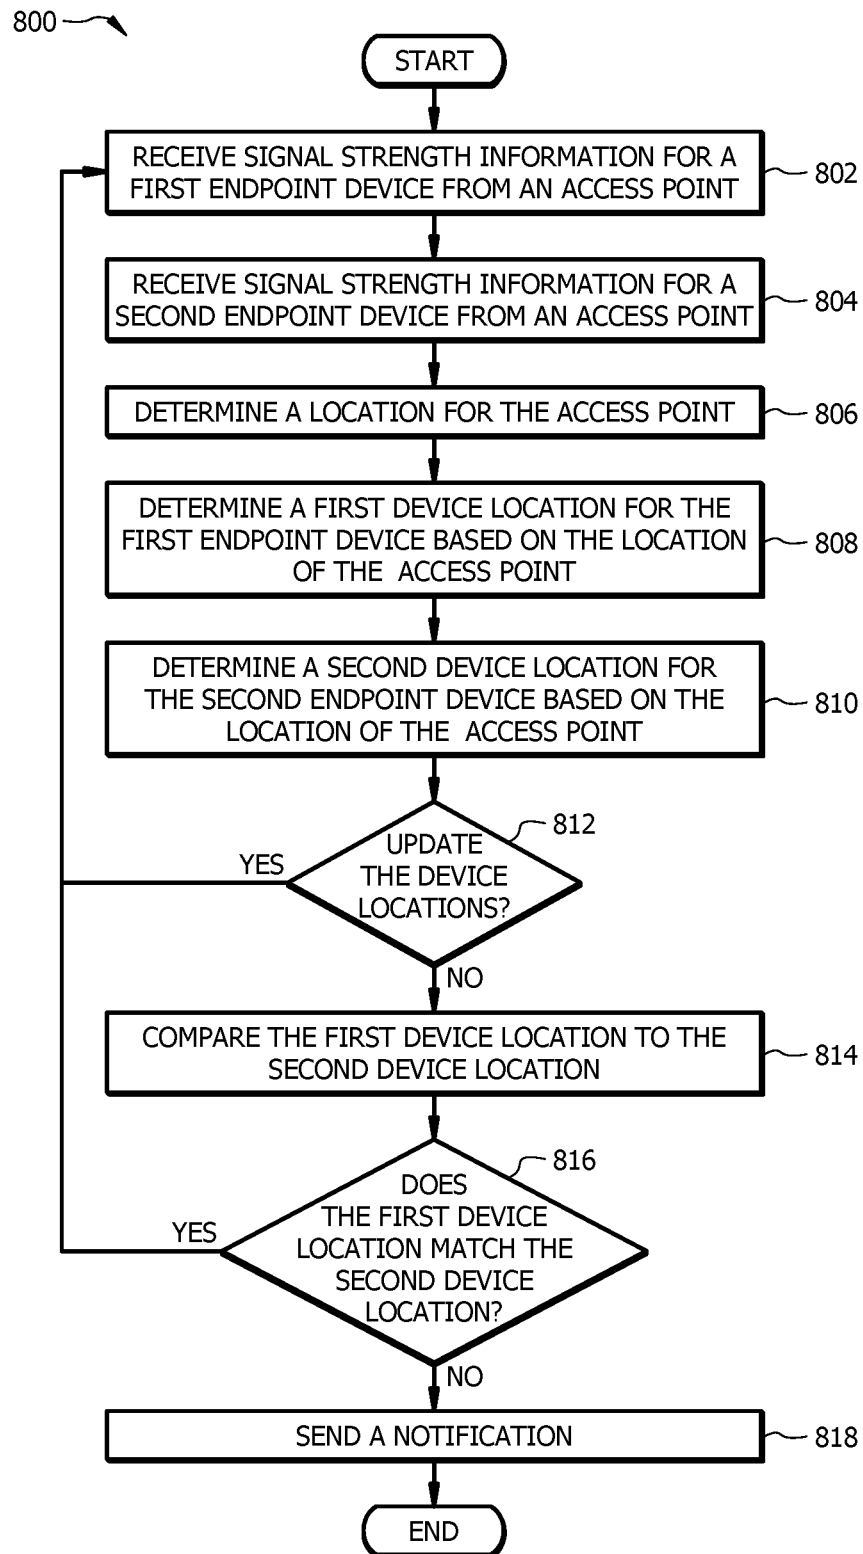 800
START
RECEIVE SIGNAL STRENGTH INFORMATION FOR A
FIRST ENDPOINT DEVICE FROM AN ACCESS POINT
802
RECEIVE SIGNAL STRENGTH INFORMATION FOR A
SECOND ENDPOINT DEVICE FROM AN ACCESS POINT
804
DETERMINE A LOCATION FOR THE ACCESS POINT
806
DETERMINE A FIRST DEVICE LOCATION FOR THE
FIRST ENDPOINT DEVICE BASED ON THE LOCATION
OF THE ACCESS POINT
808
DETERMINE A SECOND DEVICE LOCATION FOR
THE SECOND ENDPOINT DEVICE BASED ON THE
LOCATION OF THE ACCESS POINT
810
812
YES
UPDATE
THE DEVICE
LOCATIONS?
NO
COMPARE THE FIRST DEVICE LOCATION TO THE
SECOND DEVICE LOCATION
814
816
YES
DOES
THE FIRST DEVICE
LOCATION MATCH THE
SECOND DEVICE
LOCATION?
NO
SEND A NOTIFICATION
818
END